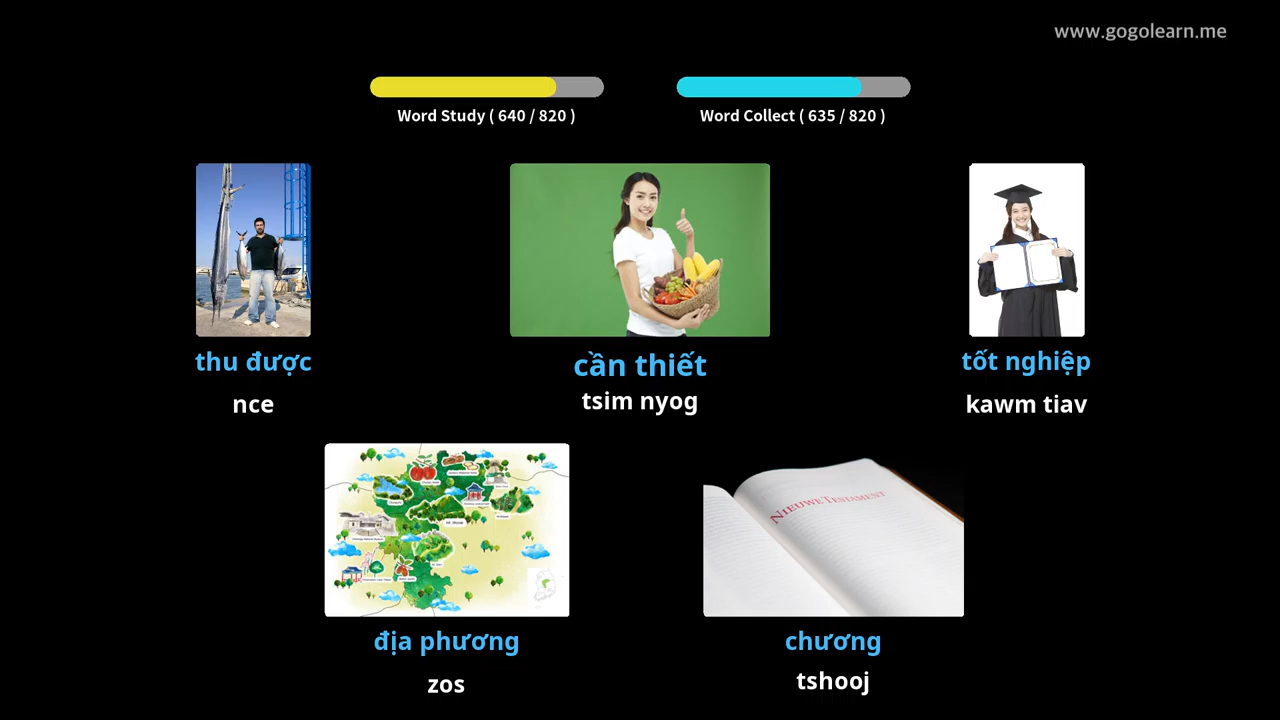 www.gogolearn.me
Word Study ( 640 / 820 )
Word Collect ( 635 / 820 )
thu được
cần thiết
tốt nghiệp
nce
tsim nyog
kawm tiav
NIEUWE TESTAMENT
địa phương
chương
zos
tshooj